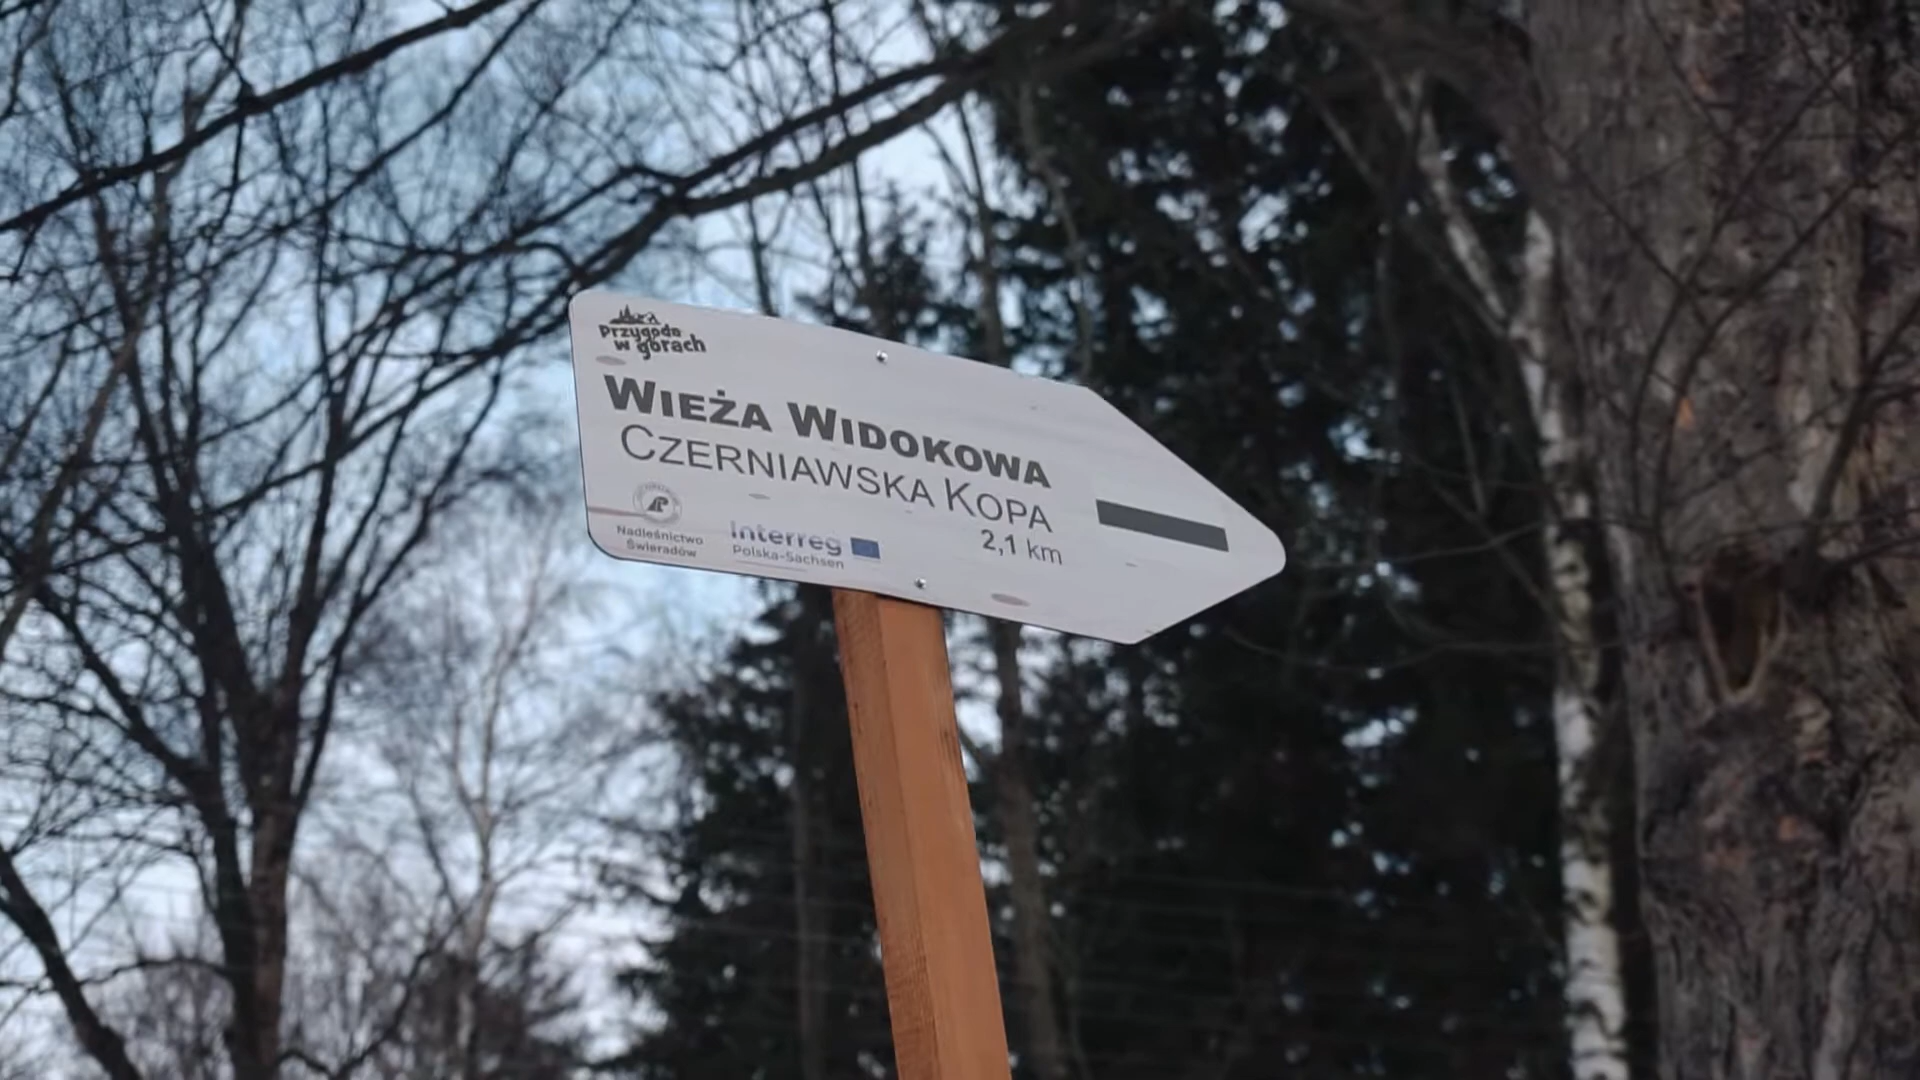 Przygoda
w górach
WIEŻA WIDOKOWA
CZERNIAWSKA KOPA
2,1 km
Nadleśnictwo
Świeradów
Interreg
Polska-Sachsen